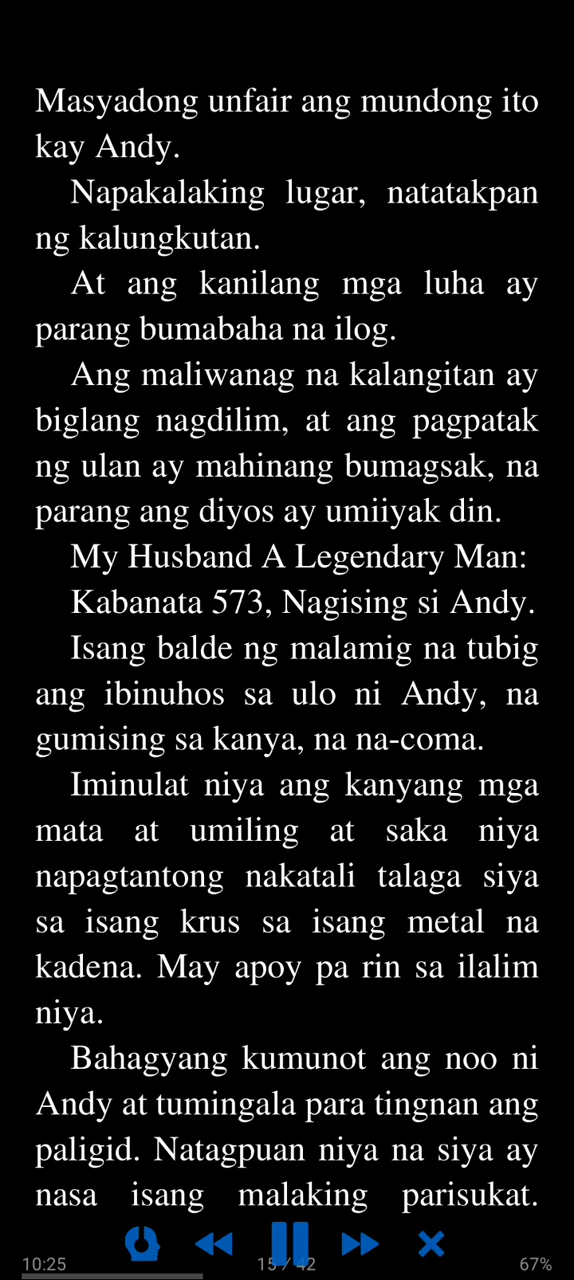 Masyadong unfair ang mundong ito
kay Andy.
Napakalaking lugar, natatakpan
ng kalungkutan.
At ang kanilang mga luha ay
parang bumabaha na ilog.
Ang maliwanag na kalangitan ay
biglang nagdilim, at ang pagpatak
ng ulan ay mahinang bumagsak, na
parang ang diyos ay umiiyak din.
My Husband A Legendary Man:
Kabanata 573, Nagising si Andy.
Isang balde ng malamig na tubig
ang ibinuhos sa ulo ni Andy, na
gumising sa kanya, na na-coma.
Iminulat niya ang kanyang mga
mata at umiling at saka niya
napagtantong nakatali talaga siya
sa isang krus sa isang metal na
kadena. May apoy pa rin sa ilalim
niya.
Bahagyang kumunot ang noo ni
Andy at tumingala para tingnan ang
paligid. Natagpuan niya na siya ay
nasa isang malaking parisukat.
10:25 15 / 42 67%